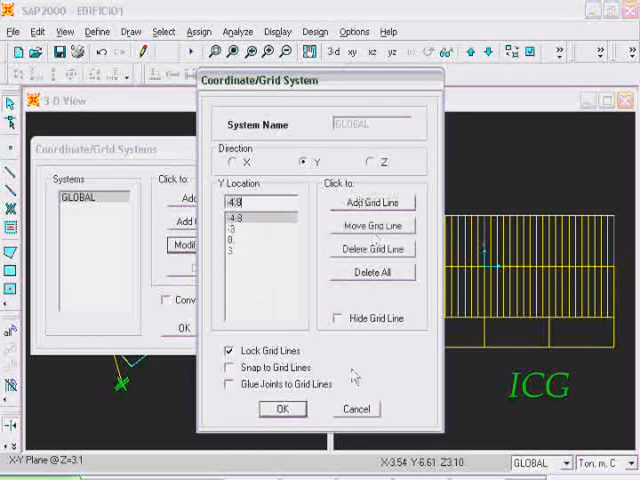 SAP2000 - EDIFICIO1
File Edit View Define Draw Select Assign Analyze Display Design Options Help
3-d xy xz yz
3-D View
Coordinate/Grid Systems
Systems
GLOBAL
Click to:
OK
Coordinate/Grid System
System Name GLOBAL
Direction
X Y Z
Y Location
-4.8
-4.8
-3
0.
3
Click to:
Add Grid Line
Move Grid Line
Delete Grid Line
Delete All
Hide Grid Line
Lock Grid Lines
Snap to Grid Lines
Glue Joints to Grid Lines
OK Cancel
ICG
X-Y Plane @ Z=3.1 X-3.54 Y-6.61 Z3.10 GLOBAL Ton, m, C